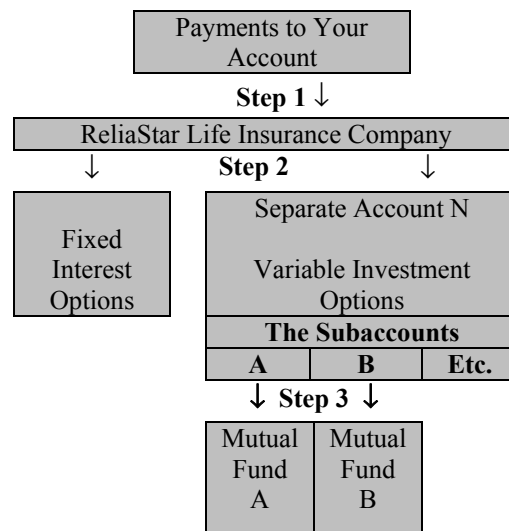 Payments to Your
Account
Step 1 ↓
ReliaStar Life Insurance Company
↓ Step 2 ↓
Fixed
Interest
Options
Separate Account N
Variable Investment
Options
The Subaccounts
A B Etc.
↓ Step 3 ↓
Mutual
Fund
A
Mutual
Fund
B